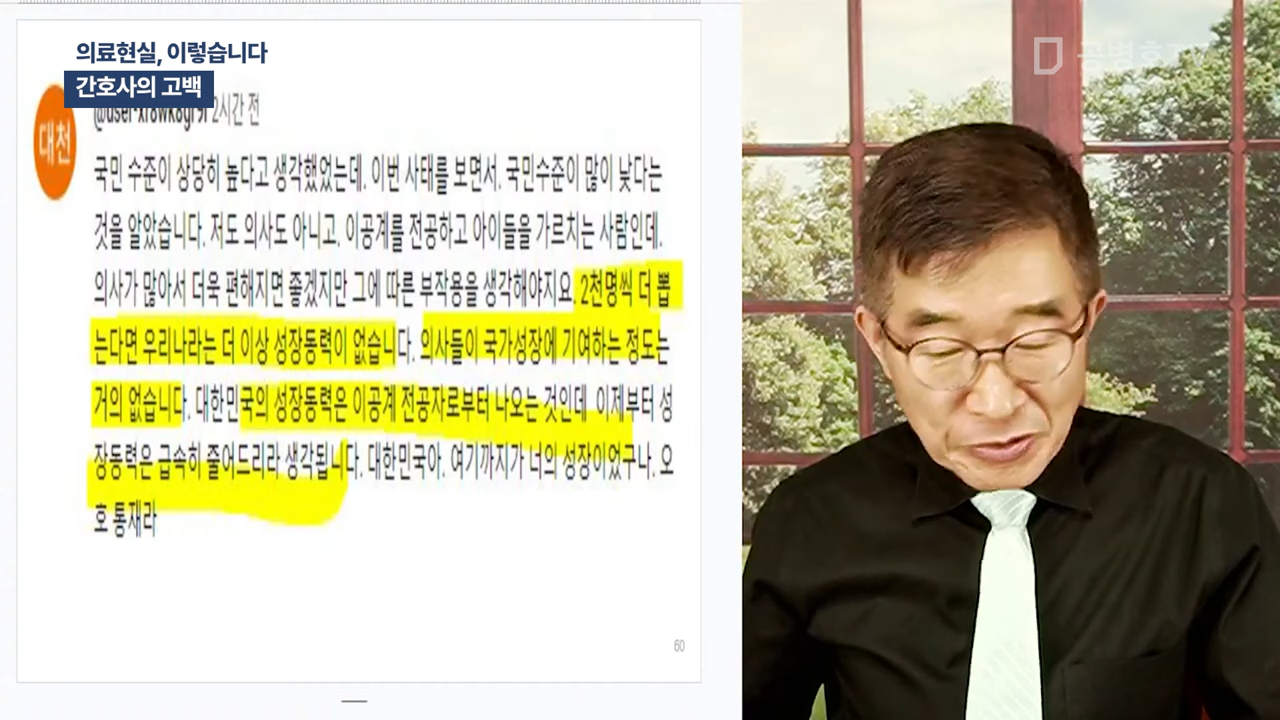 의료현실, 이렇습니다
간호사의 고백
공병호TV
대천
2시간 전
국민 수준이 상당히 높다고 생각했었는데. 이번 사태를 보면서. 국민수준이 많이 낮다는
것을 알았습니다. 저도 의사도 아니고. 이공계를 전공하고 아이들을 가르치는 사람인데.
의사가 많아서 더욱 편해지면 좋겠지만 그에 따른 부작용을 생각해야지요. 2천명씩 더 뽑
는다면 우리나라는 더 이상 성장동력이 없습니다. 의사들이 국가성장에 기여하는 정도는
거의 없습니다. 대한민국의 성장동력은 이공계 전공자로부터 나오는 것인데 이제부터 성
장동력은 급속히 줄어드리라 생각됩니다. 대한민국아. 여기까지가 너의 성장이었구나. 오
호 통재라
60